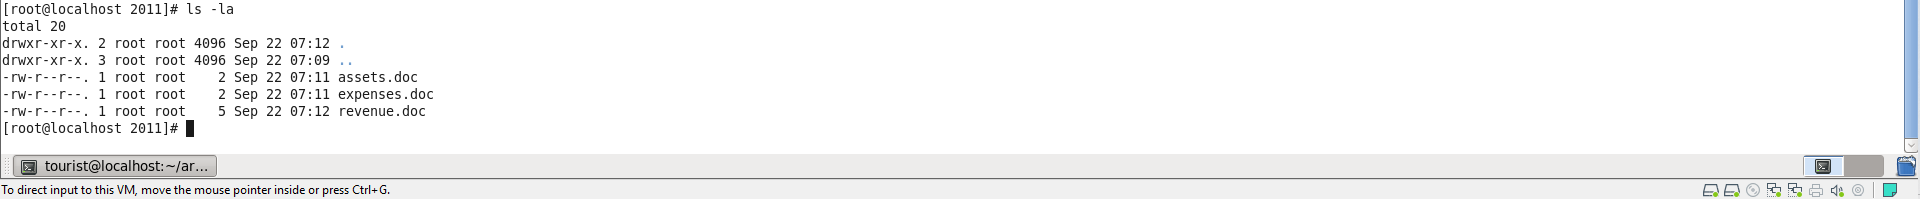 [root@localhost 2011]# ls -la
total 20
drwxr-xr-x. 2 root root 4096 Sep 22 07:12 .
drwxr-xr-x. 3 root root 4096 Sep 22 07:09 ..
-rw-r--r--. 1 root root    2 Sep 22 07:11 assets.doc
-rw-r--r--. 1 root root    2 Sep 22 07:11 expenses.doc
-rw-r--r--. 1 root root    5 Sep 22 07:12 revenue.doc
[root@localhost 2011]#
tourist@localhost:~/ar...
To direct input to this VM, move the mouse pointer inside or press Ctrl+G.